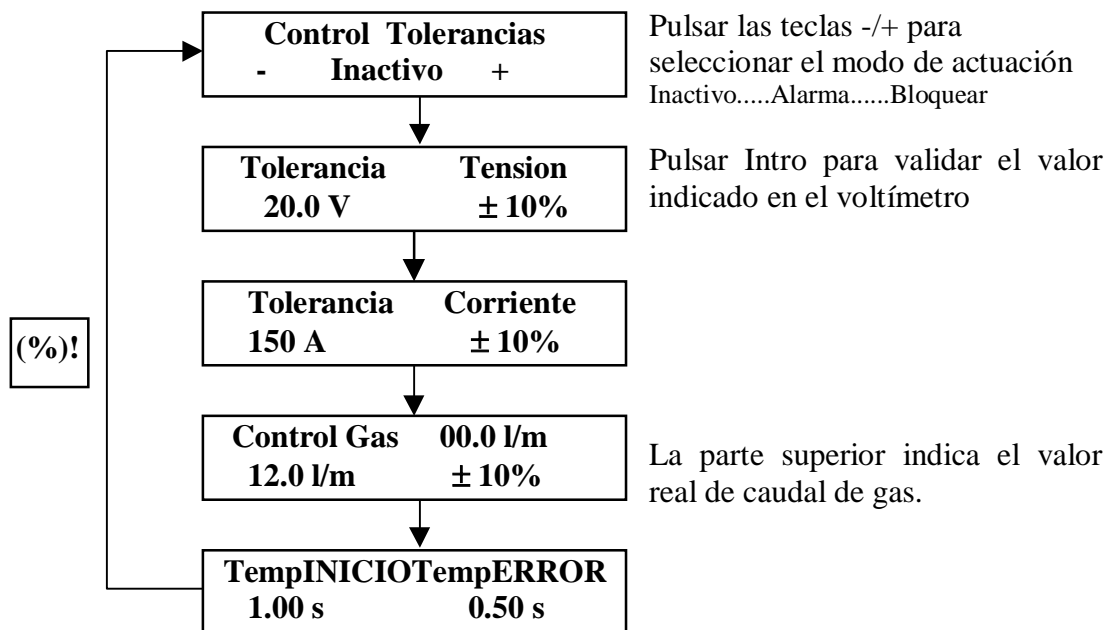 Control Tolerancias
- Inactivo +
Pulsar las teclas -/+ para
seleccionar el modo de actuación
Inactivo.....Alarma......Bloquear
Tolerancia Tension
20.0 V ± 10%
Pulsar Intro para validar el valor
indicado en el voltímetro
Tolerancia Corriente
150 A ± 10%
(%)!
Control Gas 00.0 l/m
12.0 l/m ± 10%
La parte superior indica el valor
real de caudal de gas.
TempINICIOTempERROR
1.00 s 0.50 s